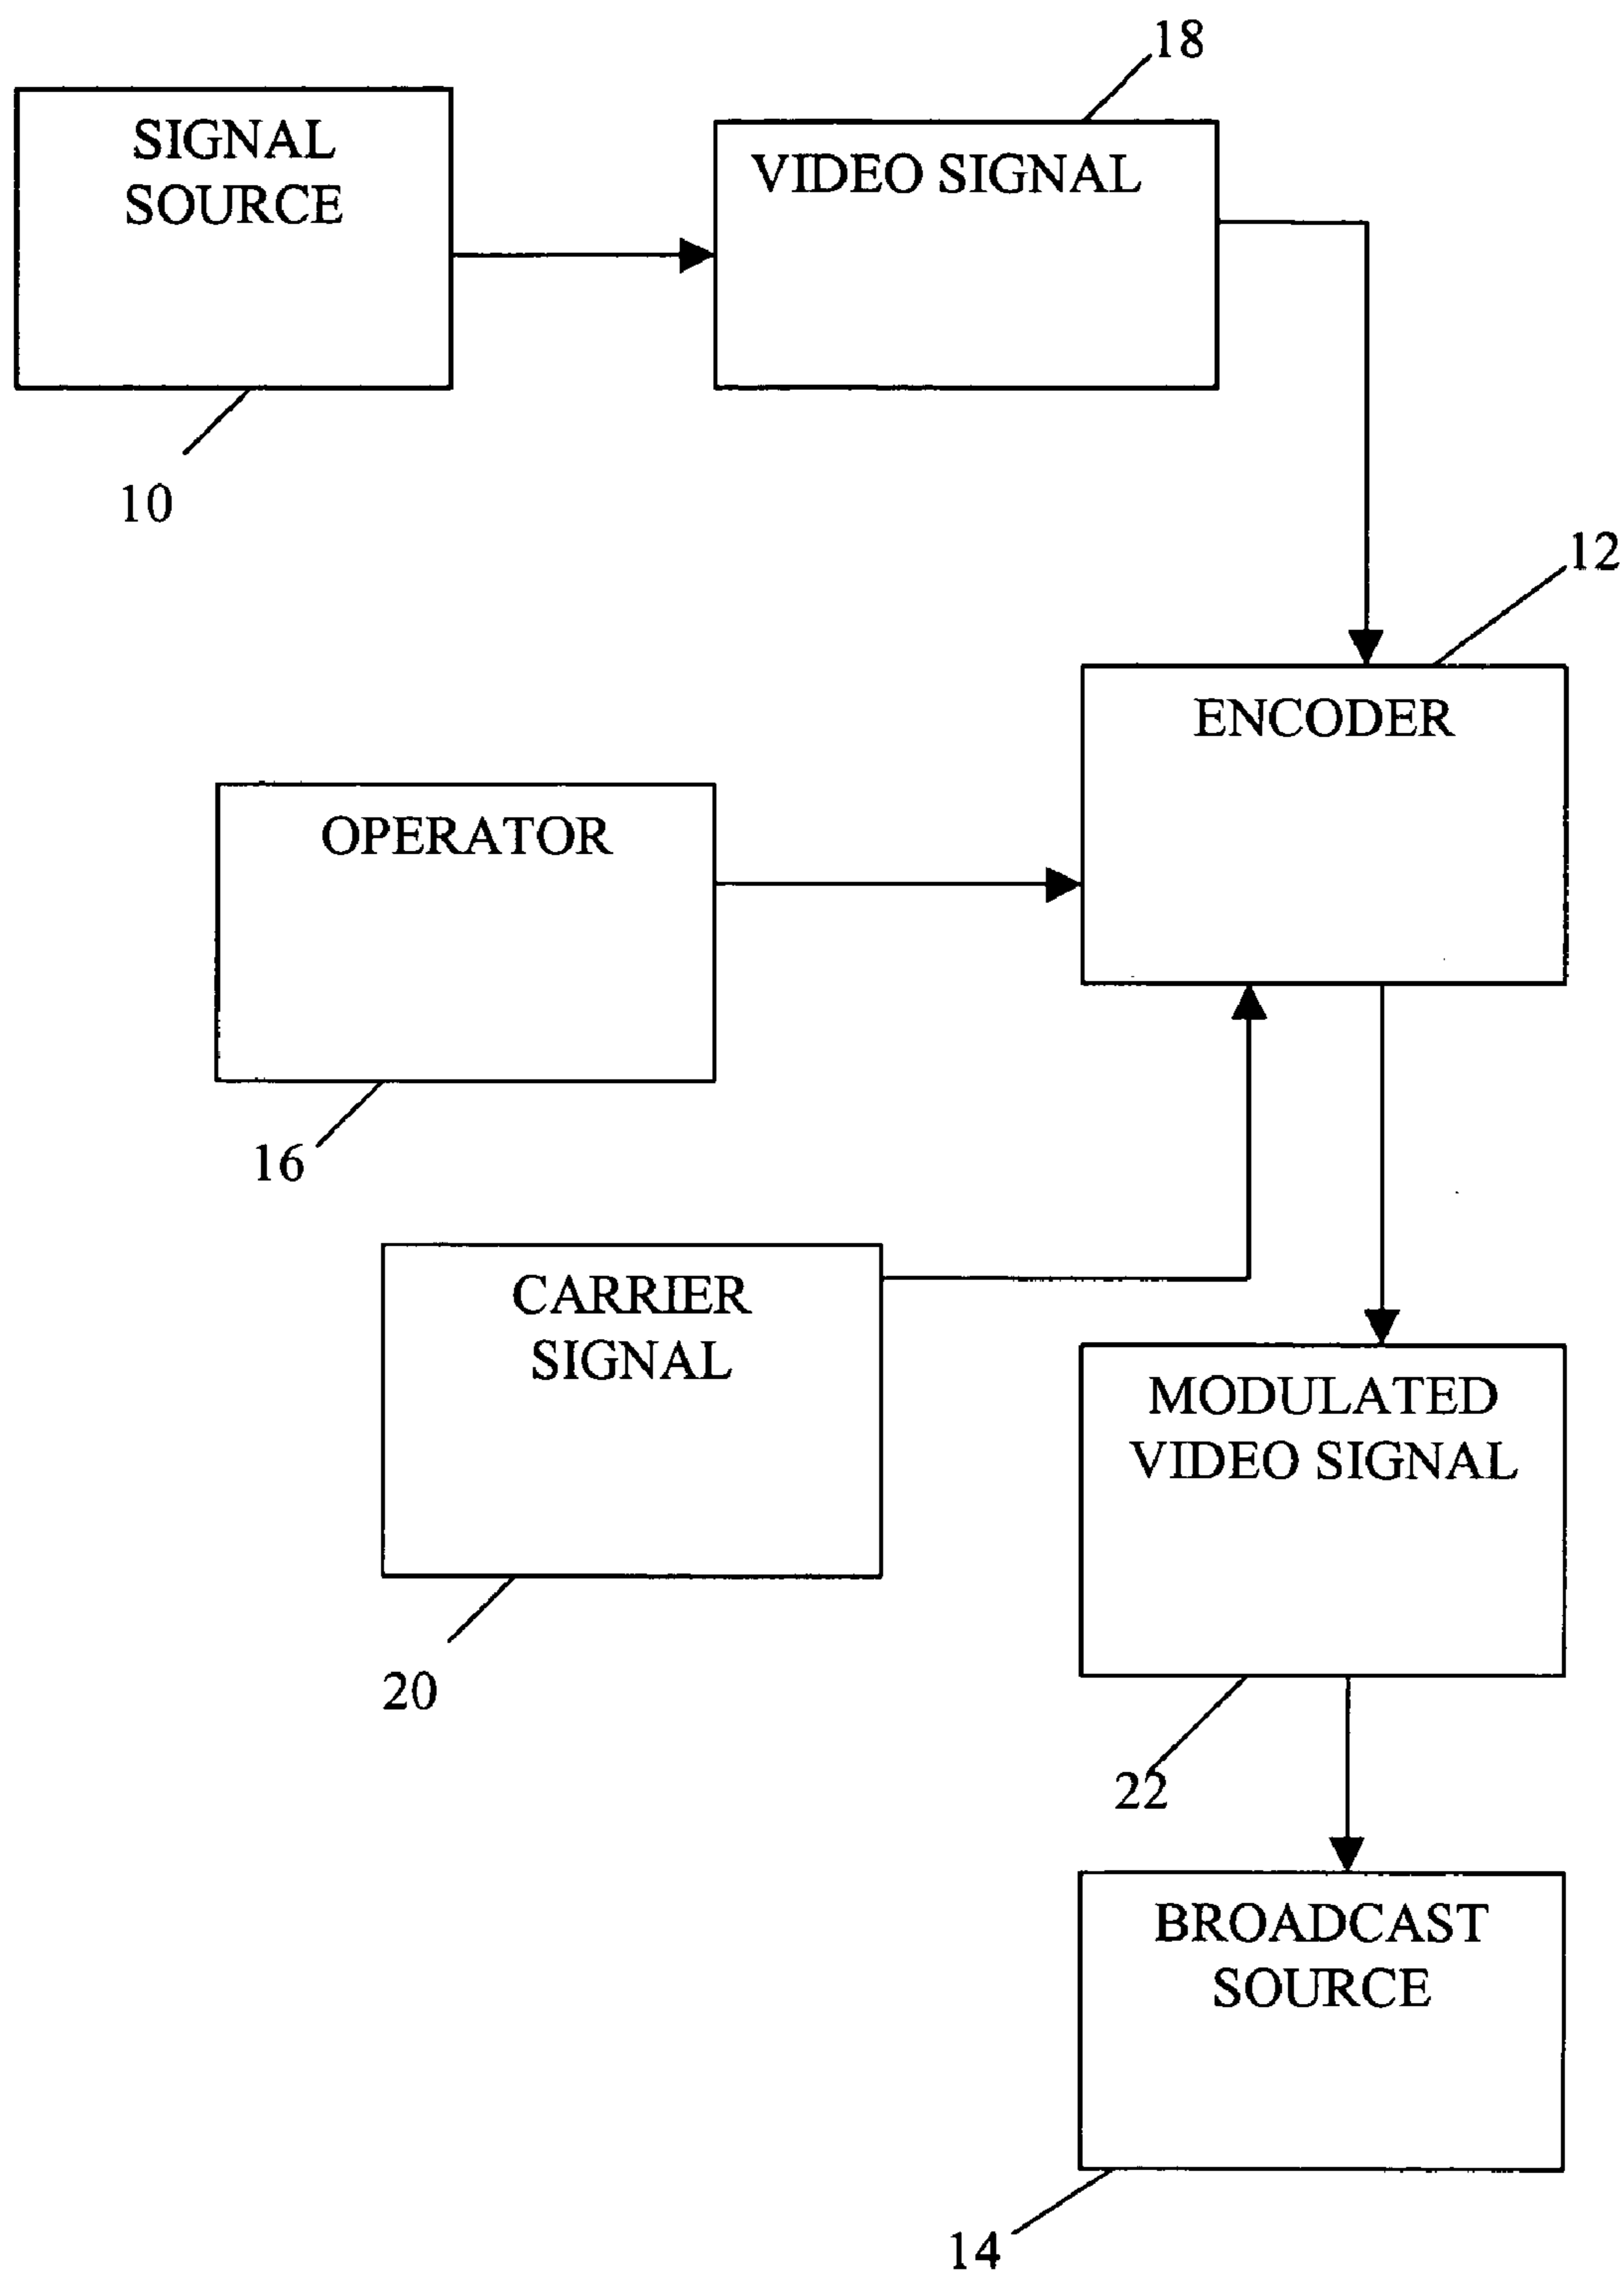 18
SIGNAL
SOURCE
VIDEO SIGNAL
10
12
ENCODER
OPERATOR
16
CARRIER
SIGNAL
MODULATED
VIDEO SIGNAL
20
22
BROADCAST
SOURCE
14